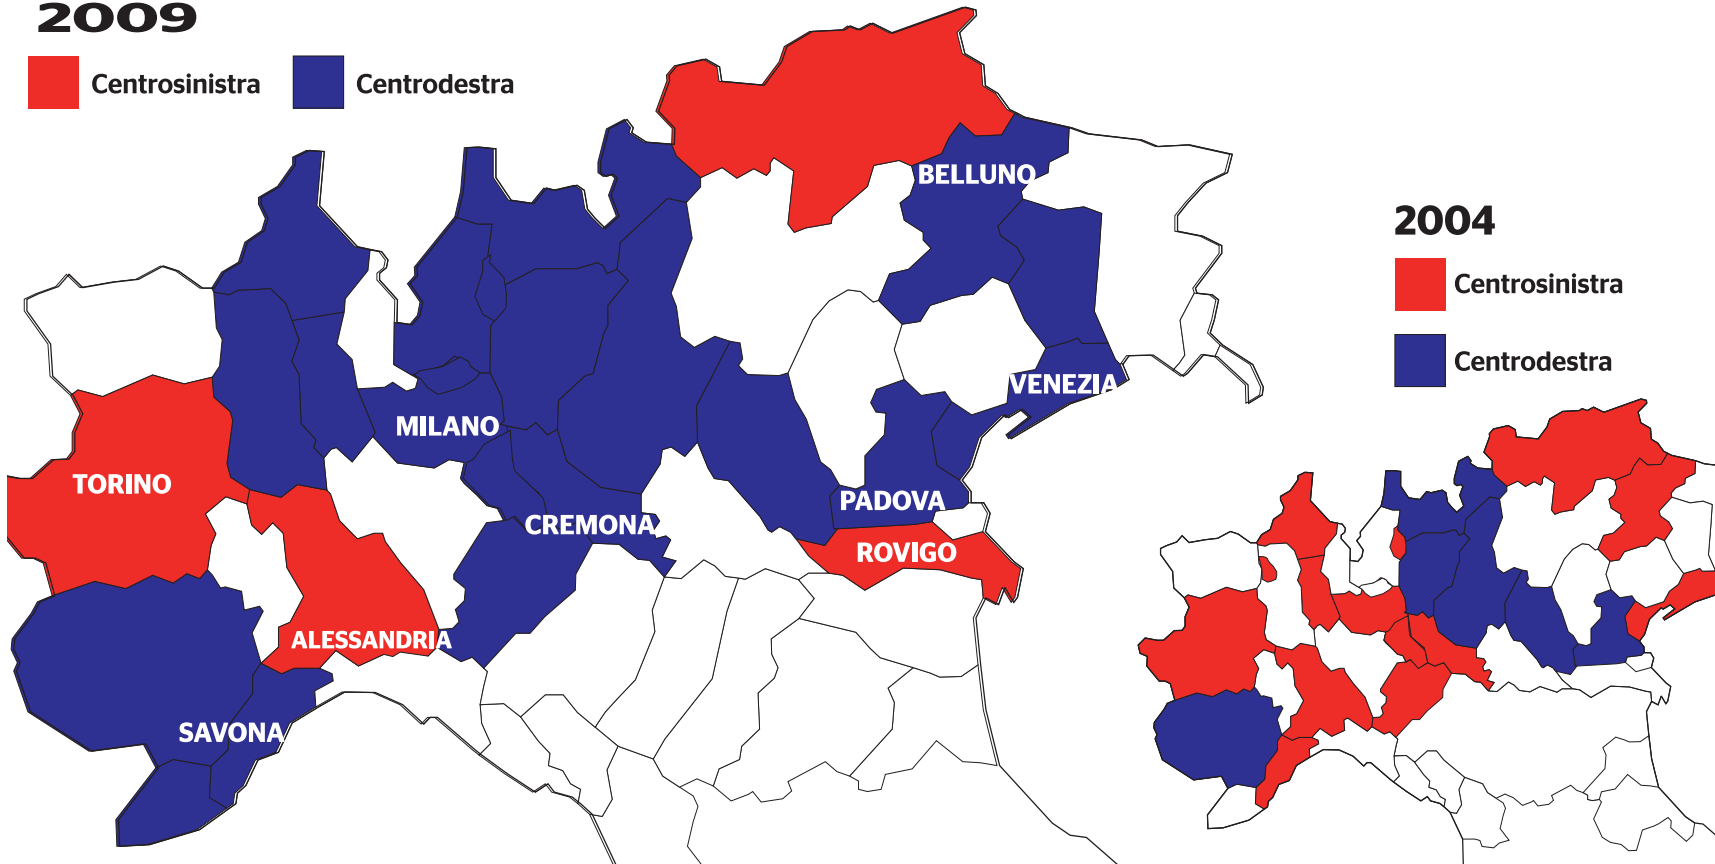 2009
Centrosinistra
Centrodestra
BELLUNO
2004
Centrosinistra
Centrodestra
VENEZIA
MILANO
TORINO
PADOVA
CREMONA
ROVIGO
ALESSANDRIA
SAVONA